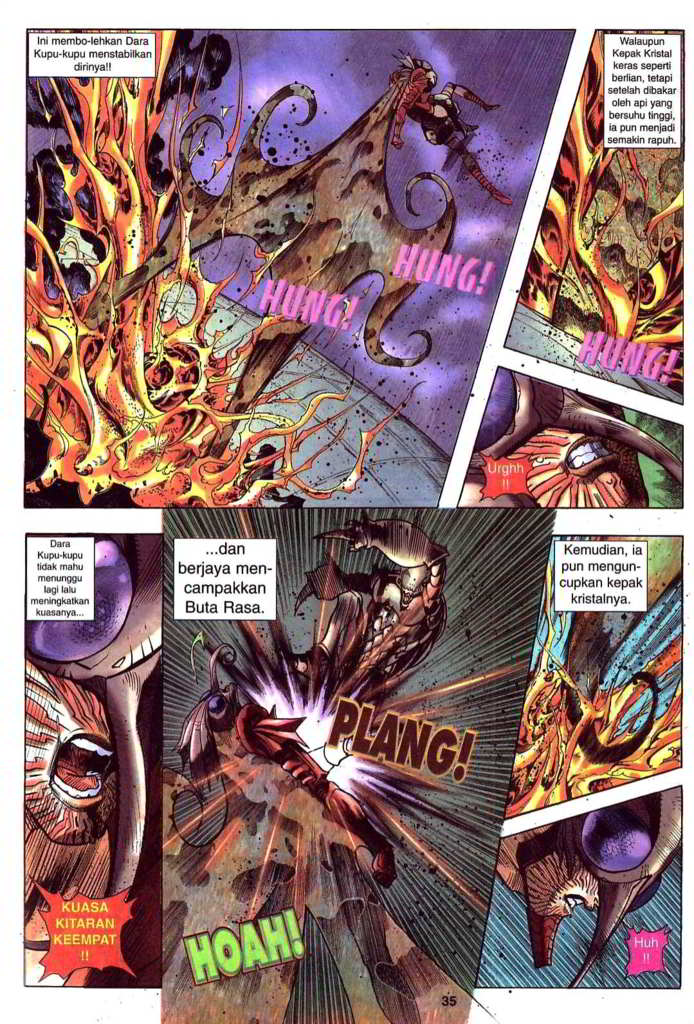 Ini membo-lehkan Dara
Kupu-kupu menstabilkan
dirinya!!
HUNG!
HUNG!
Walaupun
Kepak Kristal
keras seperti
berlian, tetapi
setelah dibakar
oleh api yang
bersuhu tinggi,
ia pun menjadi
semakin rapuh.
HUNG!
Urghh
!!
Dara
Kupu-kupu
tidak mahu
menunggu
lagi lalu
meningkatkan
kuasanya...
KUASA
KITARAN
KEEMPAT
!!
...dan
berjaya men-
campakkan
Buta Rasa.
PLANG!
HOAH!
Kemudian, ia
pun mengun-
cupkan kepak
kristalnya.
Huh
!!
35